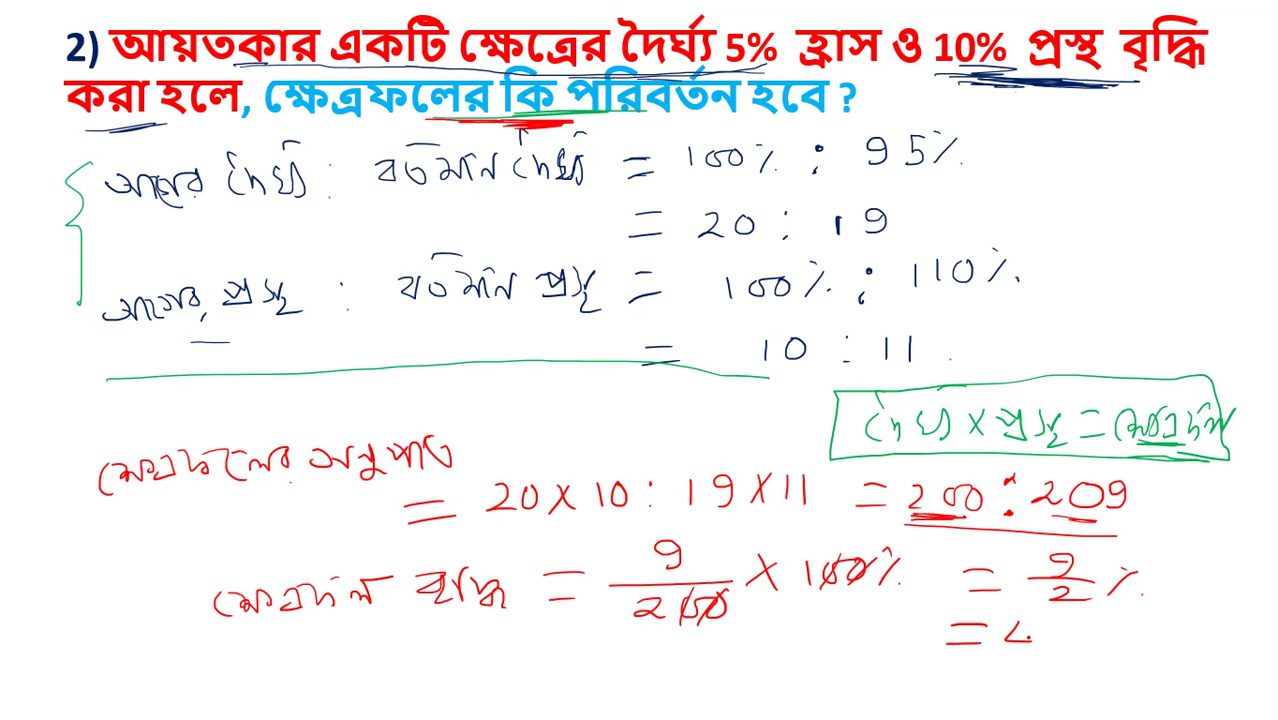 2) আয়তকার একটি ক্ষেত্রের দৈর্ঘ্য 5% হ্রাস ও 10% প্রস্থ বৃদ্ধি
করা হলে, ক্ষেত্রফলের কি পরিবর্তন হবে ?
আগের দৈর্ঘ্য : বর্তমান দৈর্ঘ্য = 100% : 95%
= 20 : 19
আগের প্রস্থ : বর্তমান প্রস্থ = 100% : 110%
= 10 : 11
দৈর্ঘ্য × প্রস্থ = ক্ষেত্রফল
ক্ষেত্রফলের অনুপাত
= 20 × 10 : 19 × 11 = 200 : 209
ক্ষেত্রফল বৃদ্ধি = 9/200 × 100% = 9/2 %
= 4.